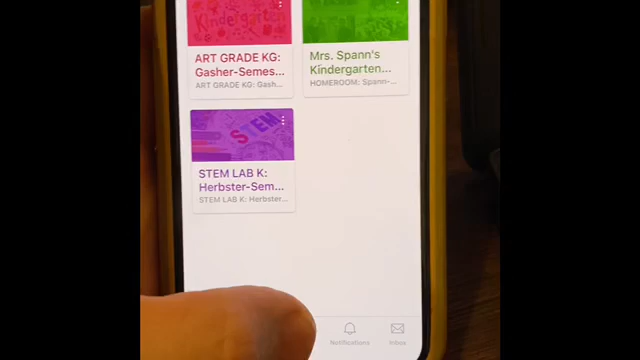 Kindergarten
ART GRADE KG:
Gasher-Semes...
ART GRADE KG: Gash...
Mrs. Spann's
Kindergarten...
HOMEROOM: Spann-...
STEM
STEM LAB K:
Herbster-Sem...
STEM LAB K: Herbster...
Notifications
Inbox